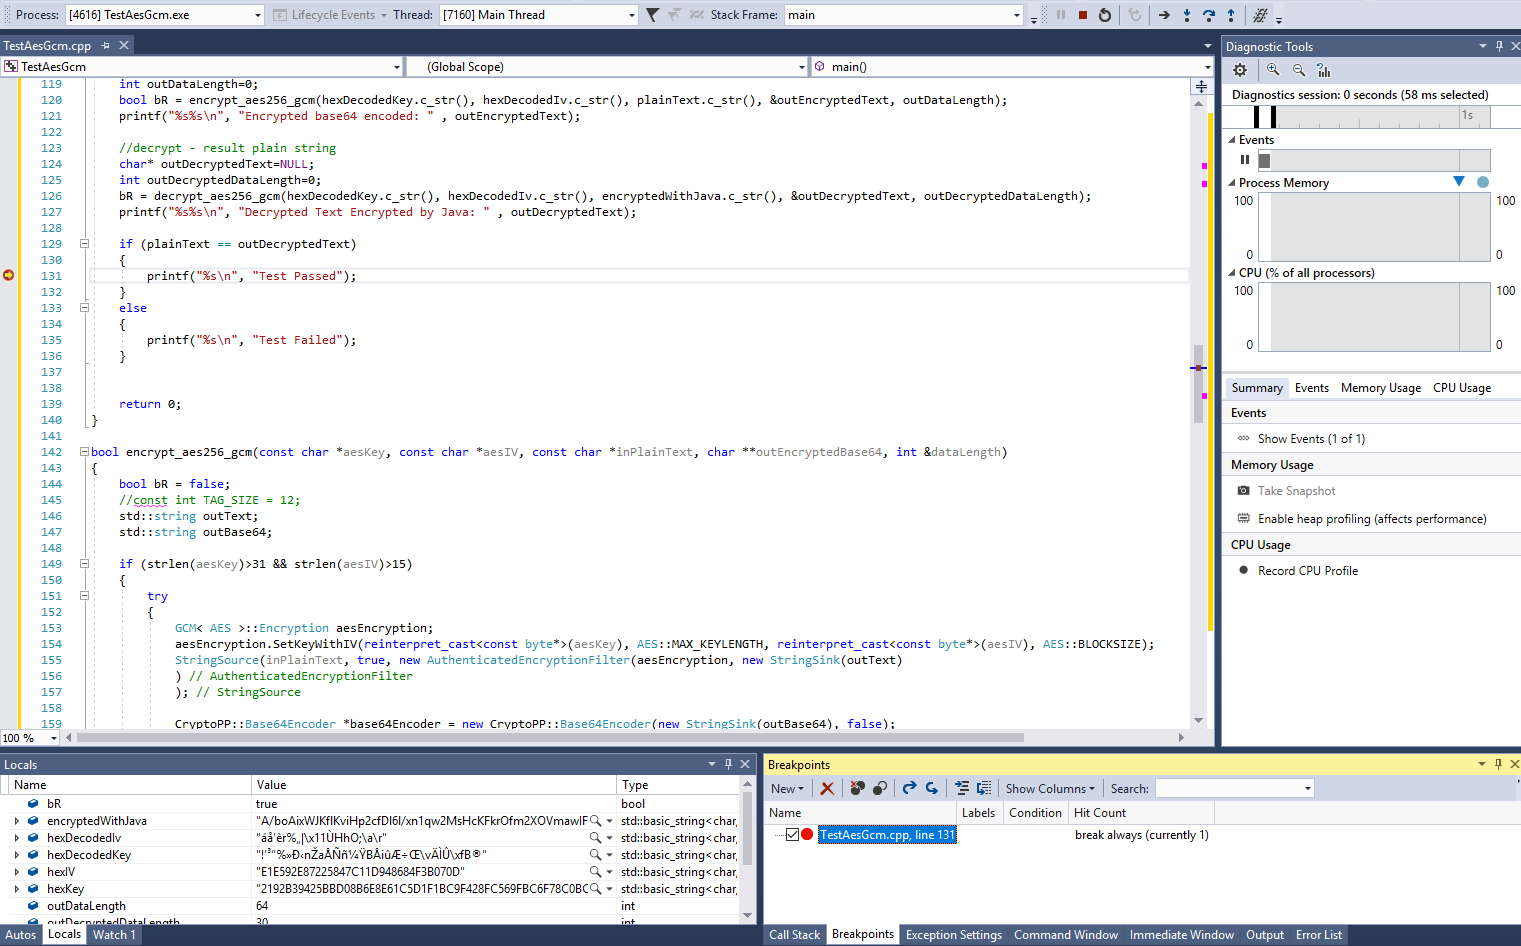 Process: [4616] TestAesGcm.exe Lifecycle Events Thread: [7160] Main Thread Stack Frame: main
TestAesGcm.cpp
TestAesGcm (Global Scope) main()
119 int outDataLength=0;
120 bool bR = encrypt_aes256_gcm(hexDecodedKey.c_str(), hexDecodedIv.c_str(), plainText.c_str(), &outEncryptedText, outDataLength);
121 printf("%s%s\n", "Encrypted base64 encoded: " , outEncryptedText);
122
123 //decrypt - result plain string
124 char* outDecryptedText=NULL;
125 int outDecryptedDataLength=0;
126 bR = decrypt_aes256_gcm(hexDecodedKey.c_str(), hexDecodedIv.c_str(), encryptedWithJava.c_str(), &outDecryptedText, outDecryptedDataLength);
127 printf("%s%s\n", "Decrypted Text Encrypted by Java: " , outDecryptedText);
128
129 if (plainText == outDecryptedText)
130 {
131 printf("%s\n", "Test Passed");
132 }
133 else
134 {
135 printf("%s\n", "Test Failed");
136 }
137
138
139 return 0;
140 }
141
142 bool encrypt_aes256_gcm(const char *aesKey, const char *aesIV, const char *inPlainText, char **outEncryptedBase64, int &dataLength)
143 {
144 bool bR = false;
145 //const int TAG_SIZE = 12;
146 std::string outText;
147 std::string outBase64;
148
149 if (strlen(aesKey)>31 && strlen(aesIV)>15)
150 {
151 try
152 {
153 GCM< AES >::Encryption aesEncryption;
154 aesEncryption.SetKeyWithIV(reinterpret_cast<const byte*>(aesKey), AES::MAX_KEYLENGTH, reinterpret_cast<const byte*>(aesIV), AES::BLOCKSIZE);
155 StringSource(inPlainText, true, new AuthenticatedEncryptionFilter(aesEncryption, new StringSink(outText)
156 ) // AuthenticatedEncryptionFilter
157 ); // StringSource
158
159 CryptoPP::Base64Encoder *base64Encoder = new CryptoPP::Base64Encoder(new StringSink(outBase64), false);
100 %
Diagnostic Tools
Diagnostics session: 0 seconds (58 ms selected)
1s
Events
Process Memory
100 100
0 0
CPU (% of all processors)
100 100
0 0
Summary Events Memory Usage CPU Usage
Events
Show Events (1 of 1)
Memory Usage
Take Snapshot
Enable heap profiling (affects performance)
CPU Usage
Record CPU Profile
Locals
Name Value Type
bR true bool
encryptedWithJava std::basic_string<char,
hexDecodedIv std::basic_string<char,
hexDecodedKey std::basic_string<char,
hexIV "E1E592E87225847C11D948684F3B070D" std::basic_string<char,
hexKey "2192B39425BBD08B6E8E61C5D1F1BC9F428FC569FBC6F78C0BC std::basic_string<char,
outDataLength 64 int
outDecryptedDataLength 30 int
Autos Locals Watch 1
Breakpoints
New Show Columns Search:
Name Labels Condition Hit Count
TestAesGcm.cpp, line 131 break always (currently 1)
Call Stack Breakpoints Exception Settings Command Window Immediate Window Output Error List